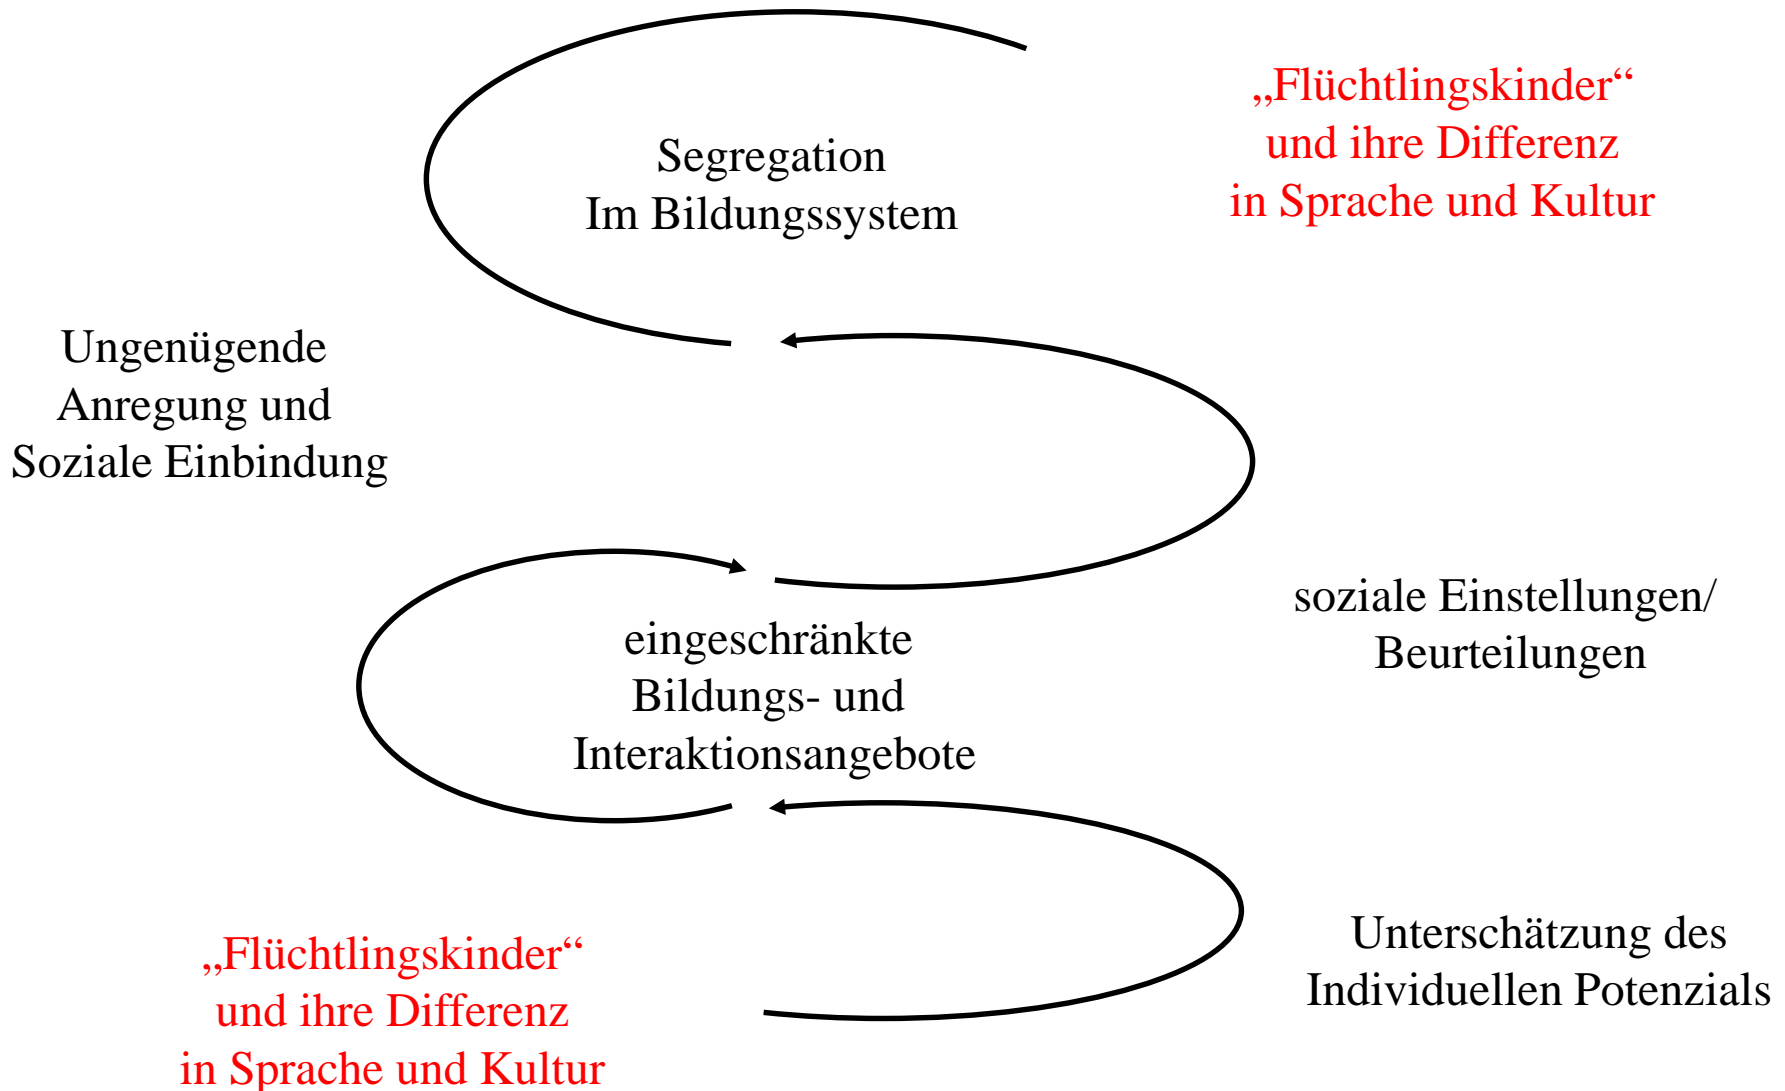 „Flüchtlingskinder“
und ihre Differenz
in Sprache und Kultur
Segregation
Im Bildungssystem
Ungenügende
Anregung und
Soziale Einbindung
soziale Einstellungen/
Beurteilungen
eingeschränkte
Bildungs- und
Interaktionsangebote
Unterschätzung des
Individuellen Potenzials
„Flüchtlingskinder“
und ihre Differenz
in Sprache und Kultur